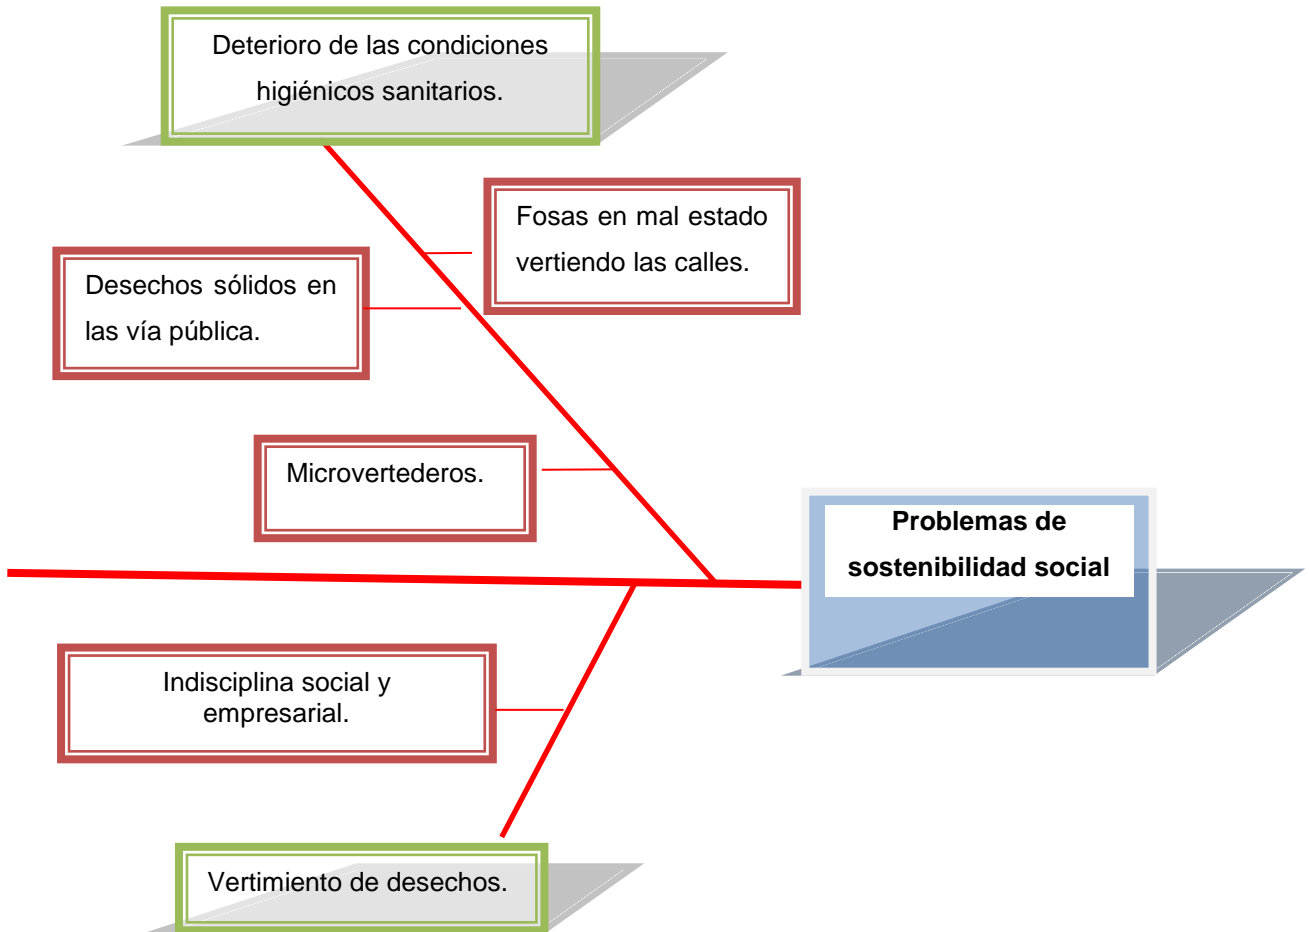 Deterioro de las condiciones
higiénicos sanitarios.
Fosas en mal estado
vertiendo las calles.
Desechos sólidos en
las vía pública.
Microvertederos.
Problemas de
sostenibilidad social
Indisciplina social y
empresarial.
Vertimiento de desechos.